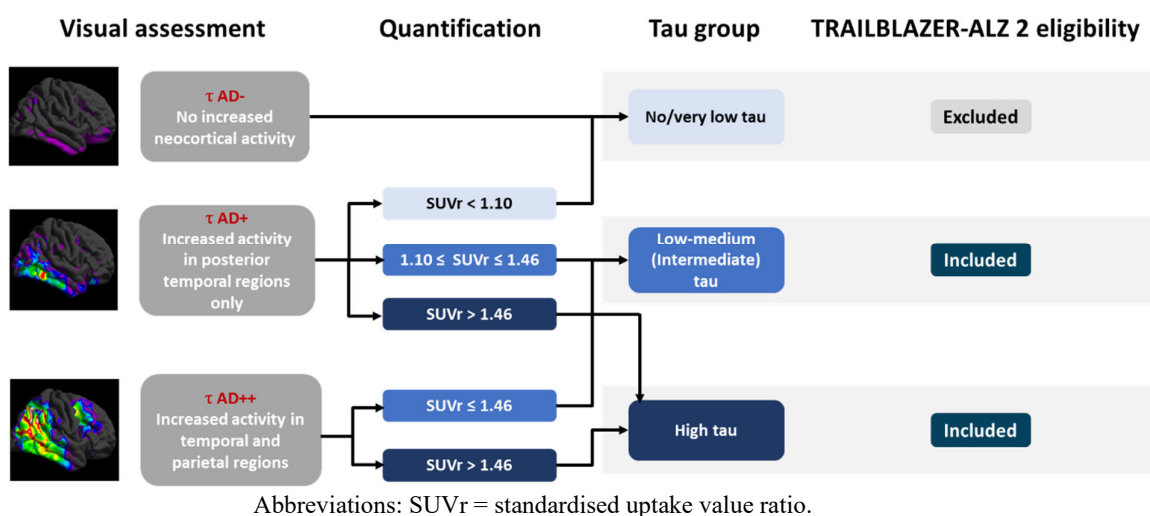 Visual assessment
Quantification
Tau group
TRAILBLAZER-ALZ 2 eligibility
τ AD-
No increased
neocortical activity
No/very low tau
Excluded
τ AD+
Increased activity
in posterior
temporal regions
only
SUVr < 1.10
1.10 ≤ SUVr ≤ 1.46
SUVr > 1.46
Low-medium
(Intermediate)
tau
Included
τ AD++
Increased activity in
temporal and
parietal regions
SUVr ≤ 1.46
SUVr > 1.46
High tau
Included
Abbreviations: SUVr = standardised uptake value ratio.